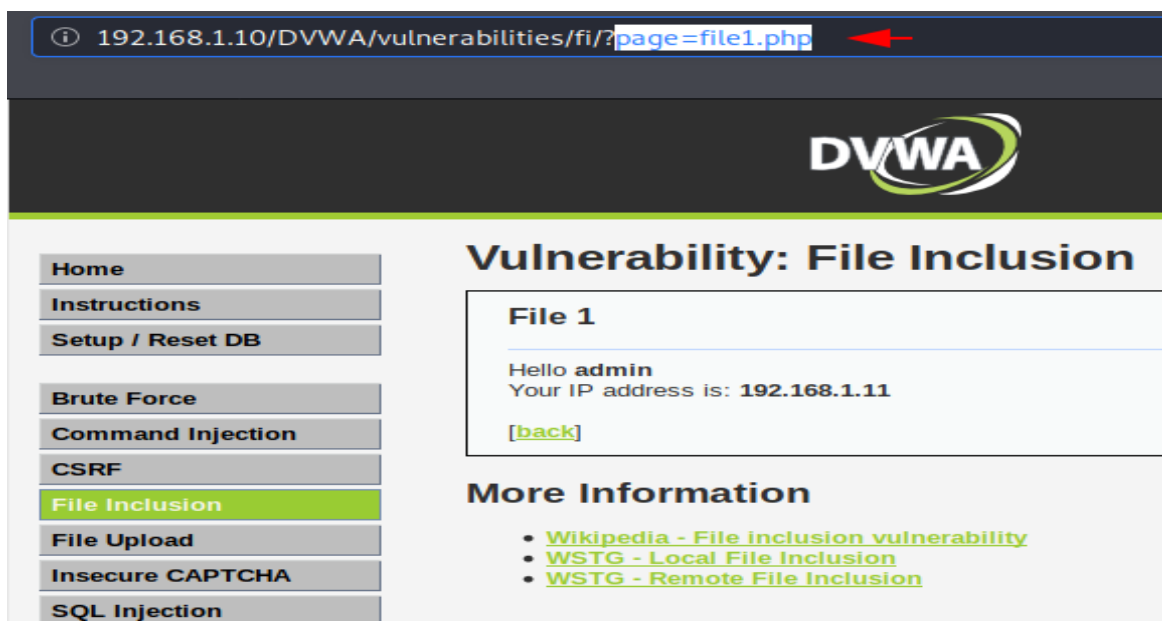 192.168.1.10/DVWA/vulnerabilities/fi/?page=file1.php
DVWA
Home
Instructions
Setup / Reset DB
Brute Force
Command Injection
CSRF
File Inclusion
File Upload
Insecure CAPTCHA
SQL Injection
Vulnerability: File Inclusion
File 1
Hello admin
Your IP address is: 192.168.1.11
[back]
More Information
• Wikipedia - File inclusion vulnerability
• WSTG - Local File Inclusion
• WSTG - Remote File Inclusion